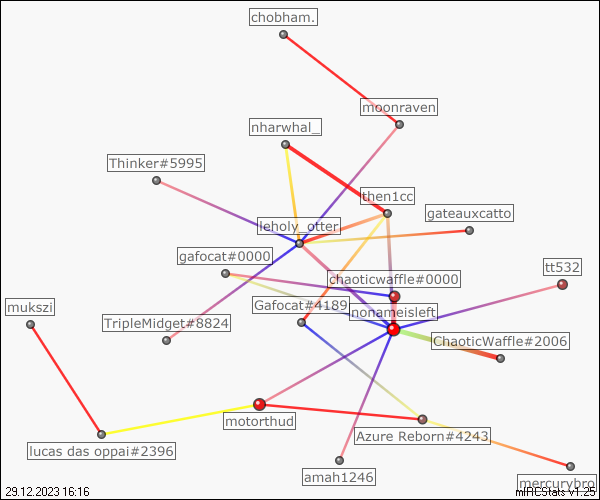 chobham.
moonraven
nharwhal_
Thinker#5995
then1cc
gateauxcatto
leholy_otter
gafocat#0000
tt532
chaoticwaffle#0000
mukszi
Gafocat#4189
nonameisleft
TripleMidget#8824
ChaoticWaffle#2006
motorthud
Azure Reborn#4243
lucas das oppai#2396
amah1246
mercurybro
29.12.2023 16:16
mIRCStats v1.25